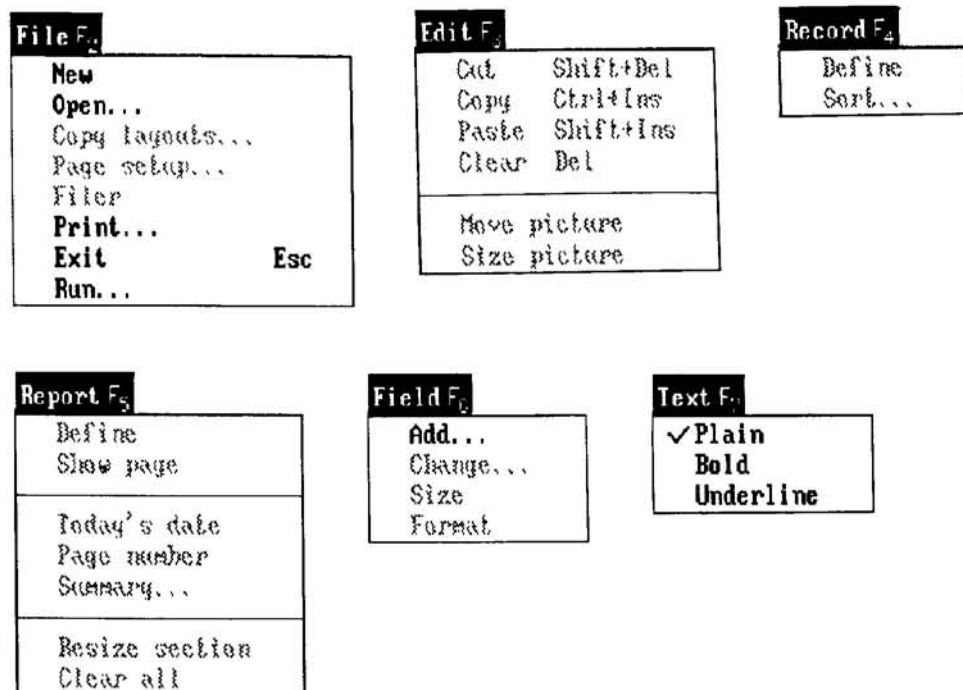 File F2
New
Open...
Copy layouts...
Page setup...
Filer
Print...
Exit Esc
Run...
Edit F3
Cut Shift+Del
Copy Ctrl+Ins
Paste Shift+Ins
Clear Del
Move picture
Size picture
Record F4
Define
Sort...
Report F5
Define
Show page
Today's date
Page number
Summary...
Resize section
Clear all
Field F6
Add...
Change...
Size
Format
Text F7
✓Plain
Bold
Underline